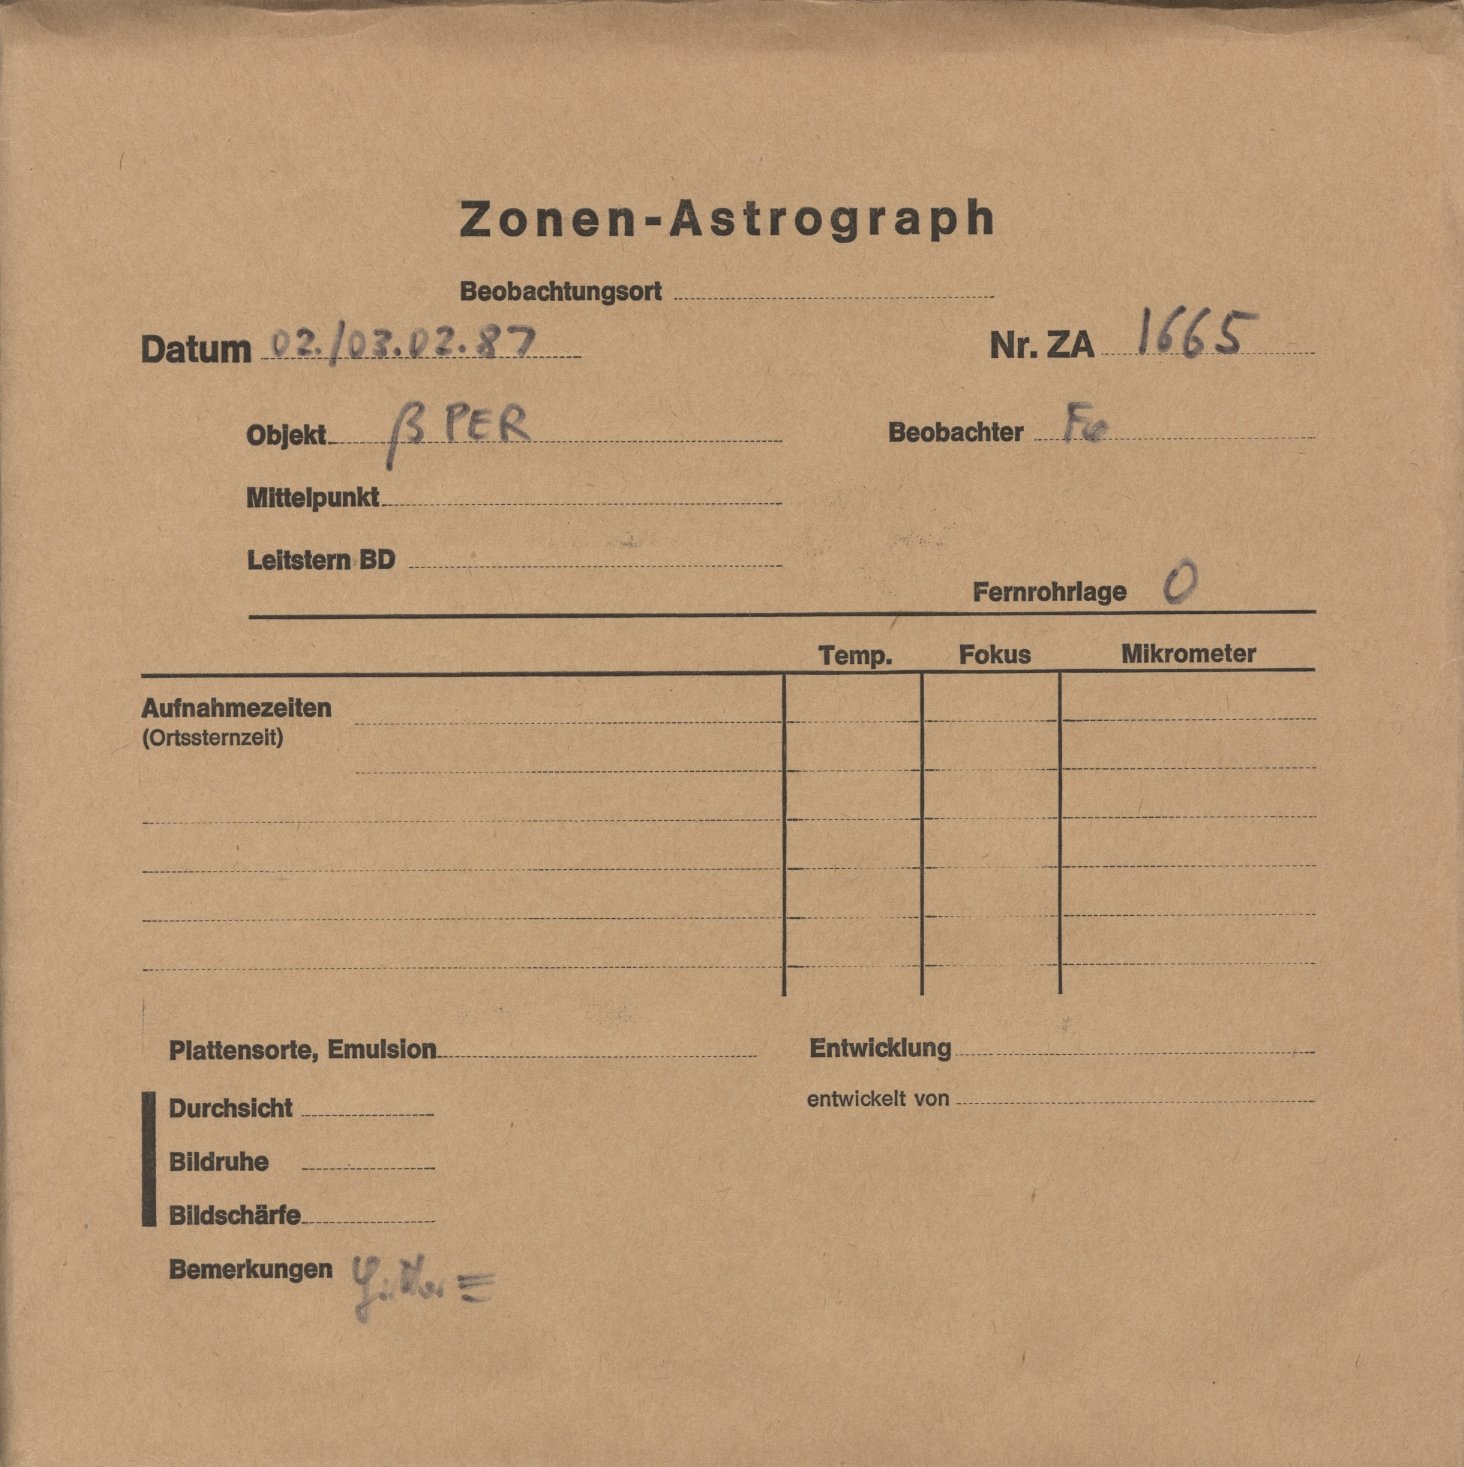 Zonen-Astrograph
Beobachtungsort
Datum 02./03.02.87 Nr. ZA 1665
Objekt β PER Beobachter Fe
Mittelpunkt
Leitstern BD
Fernrohrlage O
Temp. Fokus Mikrometer
Aufnahmezeiten
(Ortssternzeit)
Plattensorte, Emulsion Entwicklung
Durchsicht entwickelt von
Bildruhe
Bildschärfe
Bemerkungen Gitter